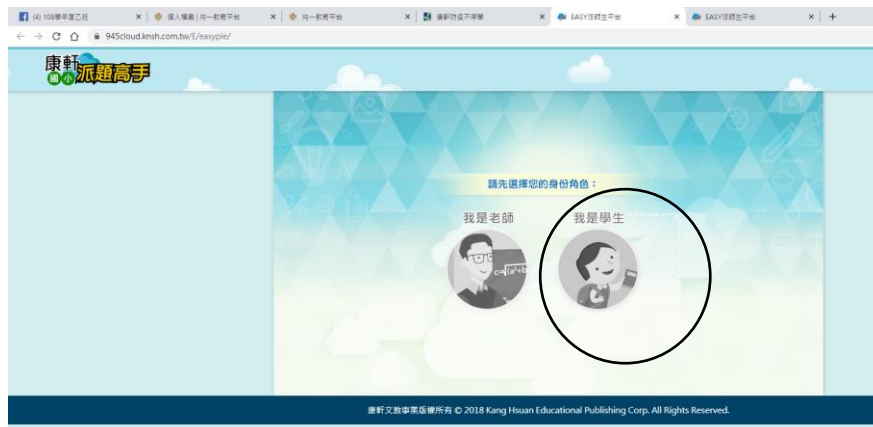 (4) 108學年度乙班
個人檔案 | 均一教育平台
均一教育平台
康軒防疫不停學
EASY派師生平台
EASY派師生平台
945cloud.knsh.com.tw/E/easypie/
康軒
國小
派題高手
請先選擇您的身份角色：
我是老師
我是學生
康軒文教事業版權所有 © 2018 Kang Hsuan Educational Publishing Corp. All Rights Reserved.